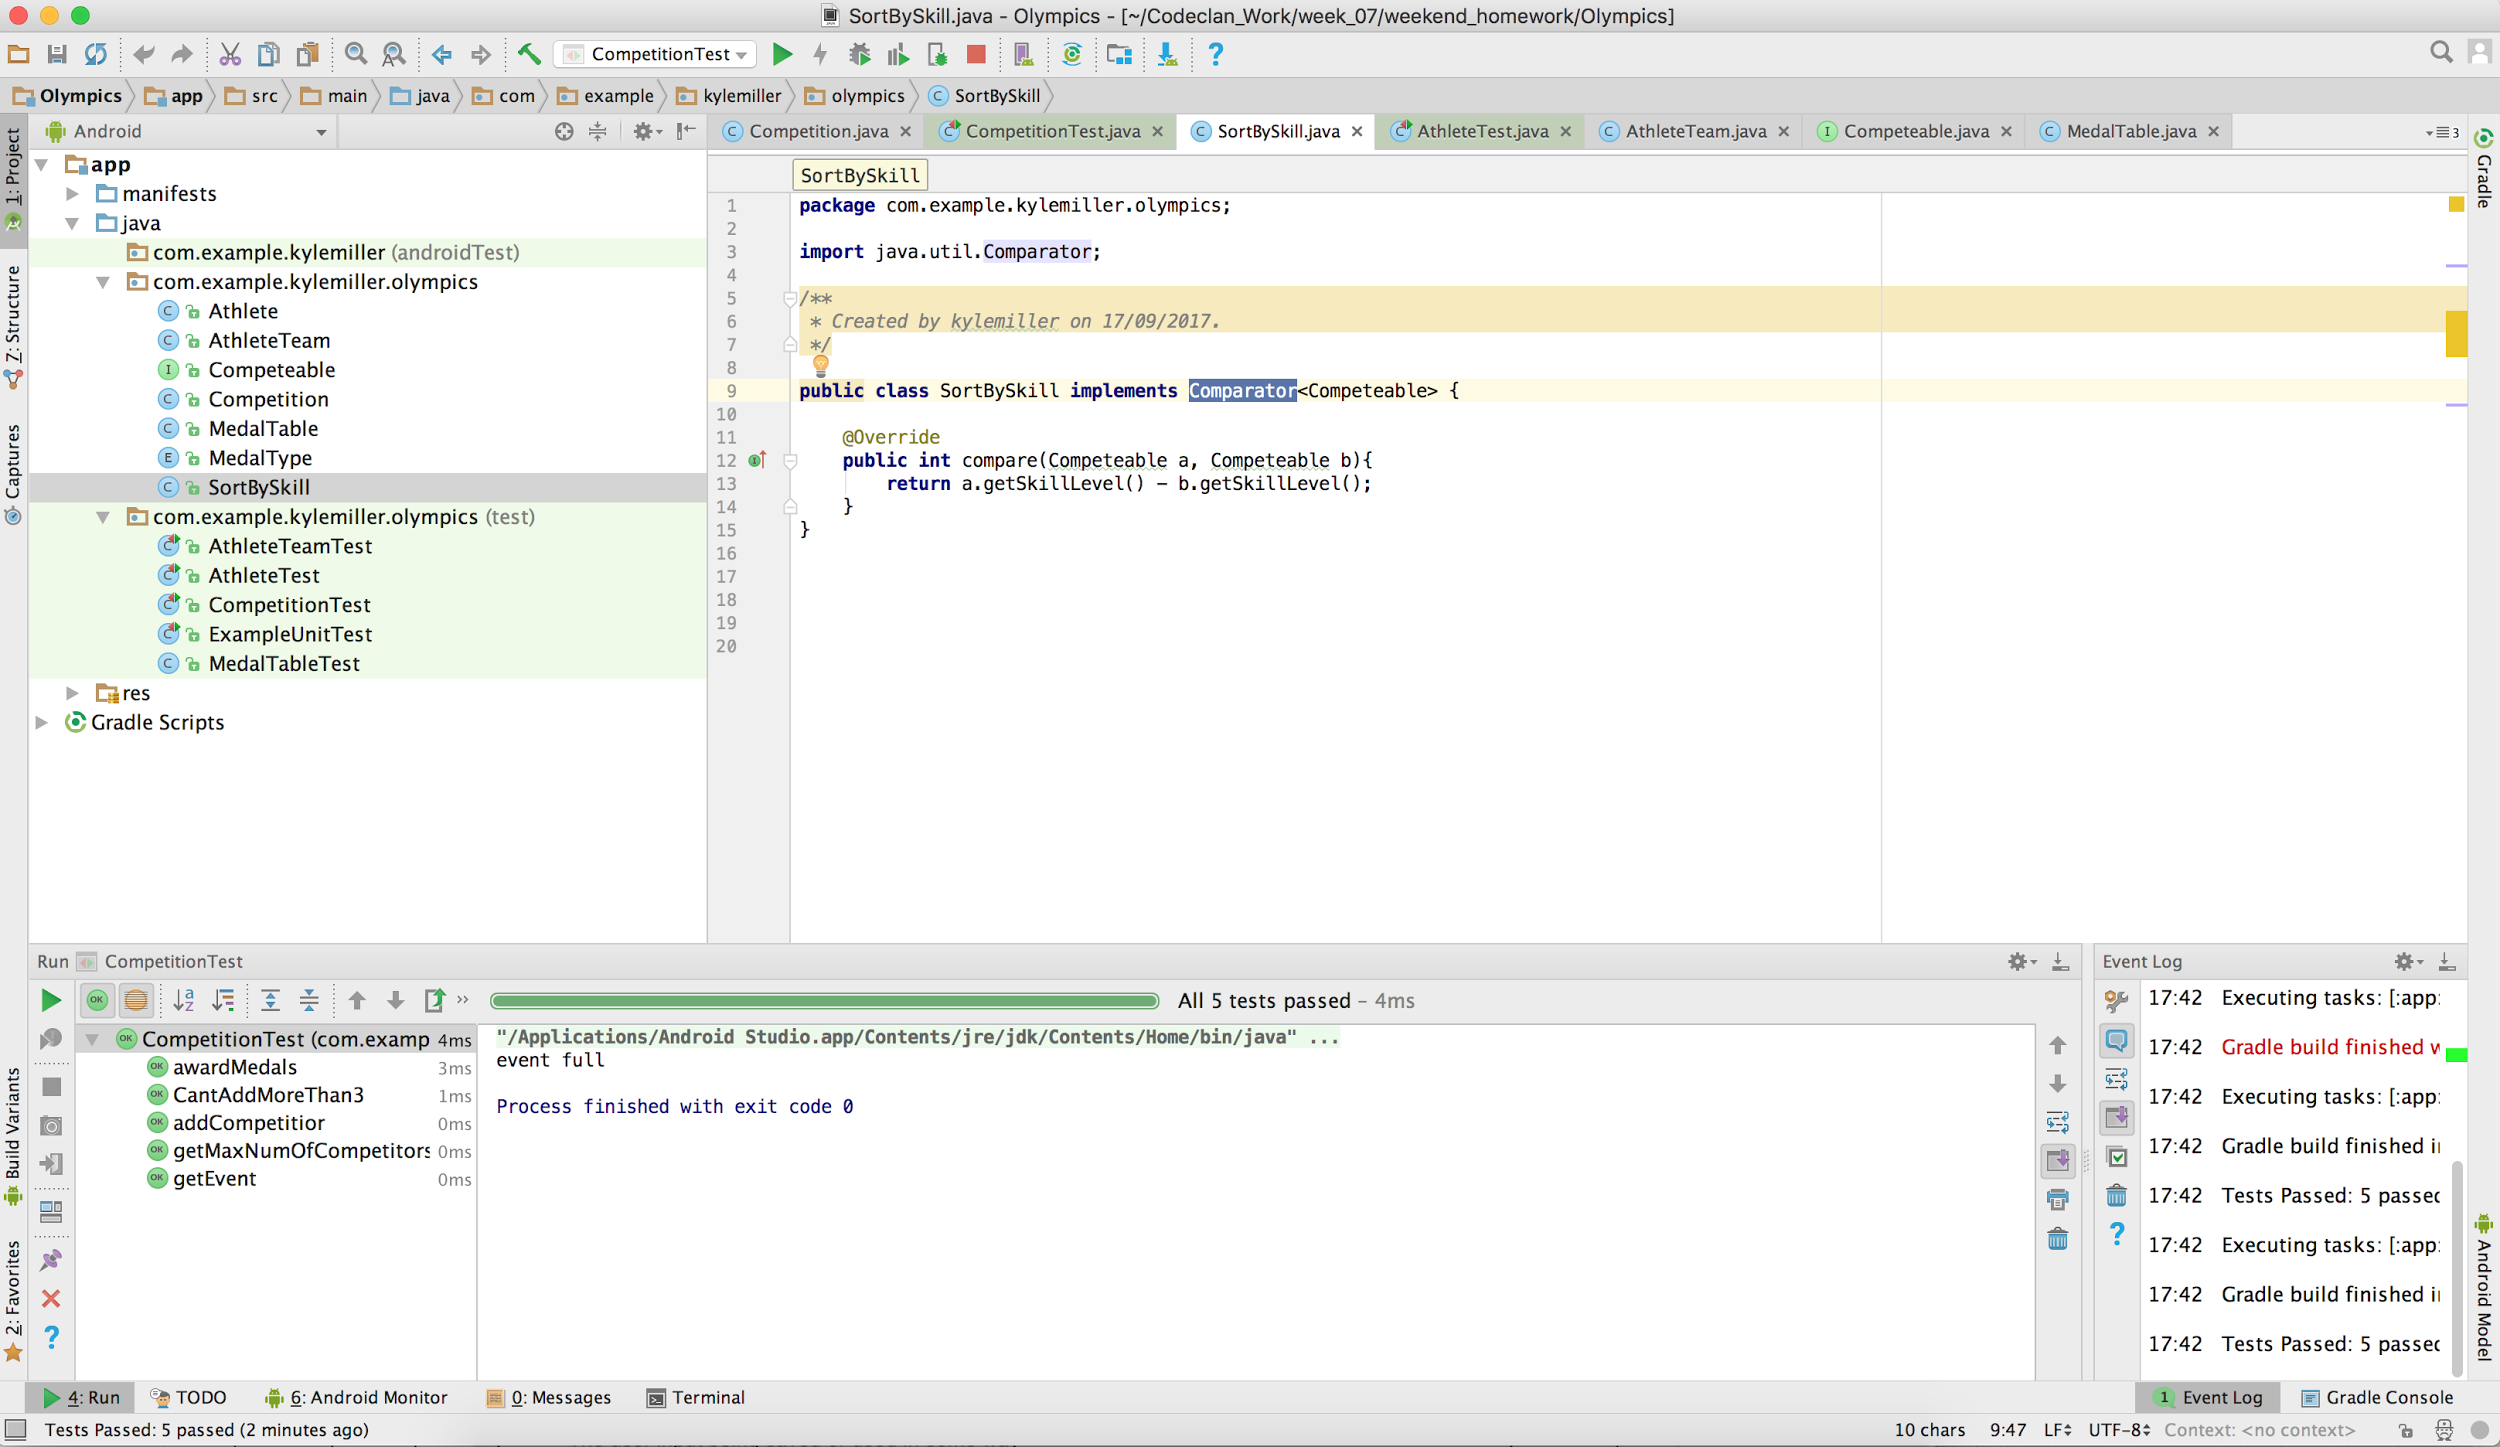 SortBySkill.java - Olympics - [~/Codeclan_Work/week_07/weekend_homework/Olympics]
CompetitionTest
Olympics app src main java com example kylemiller olympics SortBySkill
Android
Competition.java CompetitionTest.java SortBySkill.java AthleteTest.java AthleteTeam.java Competeable.java MedalTable.java 3
1: Project
Z: Structure
Captures
Build Variants
2: Favorites
app
manifests
java
com.example.kylemiller (androidTest)
com.example.kylemiller.olympics
Athlete
AthleteTeam
Competeable
Competition
MedalTable
MedalType
SortBySkill
com.example.kylemiller.olympics (test)
AthleteTeamTest
AthleteTest
CompetitionTest
ExampleUnitTest
MedalTableTest
res
Gradle Scripts
SortBySkill
1 package com.example.kylemiller.olympics;
2
3 import java.util.Comparator;
4
5 /**
6 * Created by kylemiller on 17/09/2017.
7 */
8
9 public class SortBySkill implements Comparator<Competeable> {
10
11 @Override
12 public int compare(Competeable a, Competeable b){
13 return a.getSkillLevel() - b.getSkillLevel();
14 }
15 }
16
17
18
19
20
Gradle
Android Model
Run CompetitionTest
All 5 tests passed – 4ms
CompetitionTest (com.examp 4ms
awardMedals 3ms
CantAddMoreThan3 1ms
addCompetitior 0ms
getMaxNumOfCompetitors 0ms
getEvent 0ms
"/Applications/Android Studio.app/Contents/jre/jdk/Contents/Home/bin/java" ...
event full
Process finished with exit code 0
Event Log
17:42 Executing tasks: [:app:
17:42 Gradle build finished w
17:42 Executing tasks: [:app:
17:42 Gradle build finished i
17:42 Tests Passed: 5 passed
17:42 Executing tasks: [:app:
17:42 Gradle build finished i
17:42 Tests Passed: 5 passed
4: Run TODO 6: Android Monitor 0: Messages Terminal 1 Event Log Gradle Console
Tests Passed: 5 passed (2 minutes ago) 10 chars 9:47 LF UTF-8 Context: <no context>